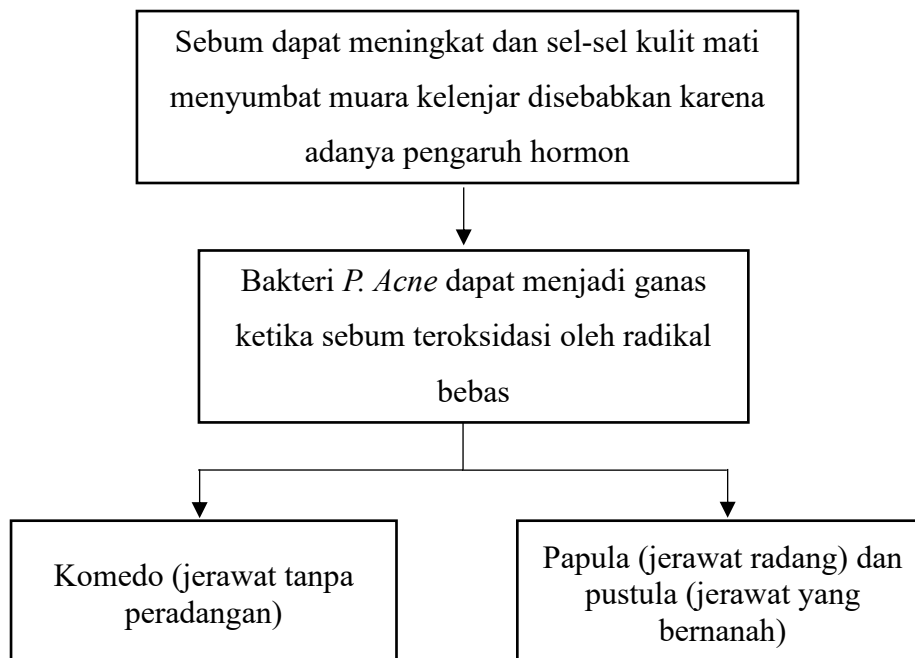 Sebum dapat meningkat dan sel-sel kulit mati
menyumbat muara kelenjar disebabkan karena
adanya pengaruh hormon
Bakteri P. Acne dapat menjadi ganas
ketika sebum teroksidasi oleh radikal
bebas
Komedo (jerawat tanpa
peradangan)
Papula (jerawat radang) dan
pustula (jerawat yang
bernanah)